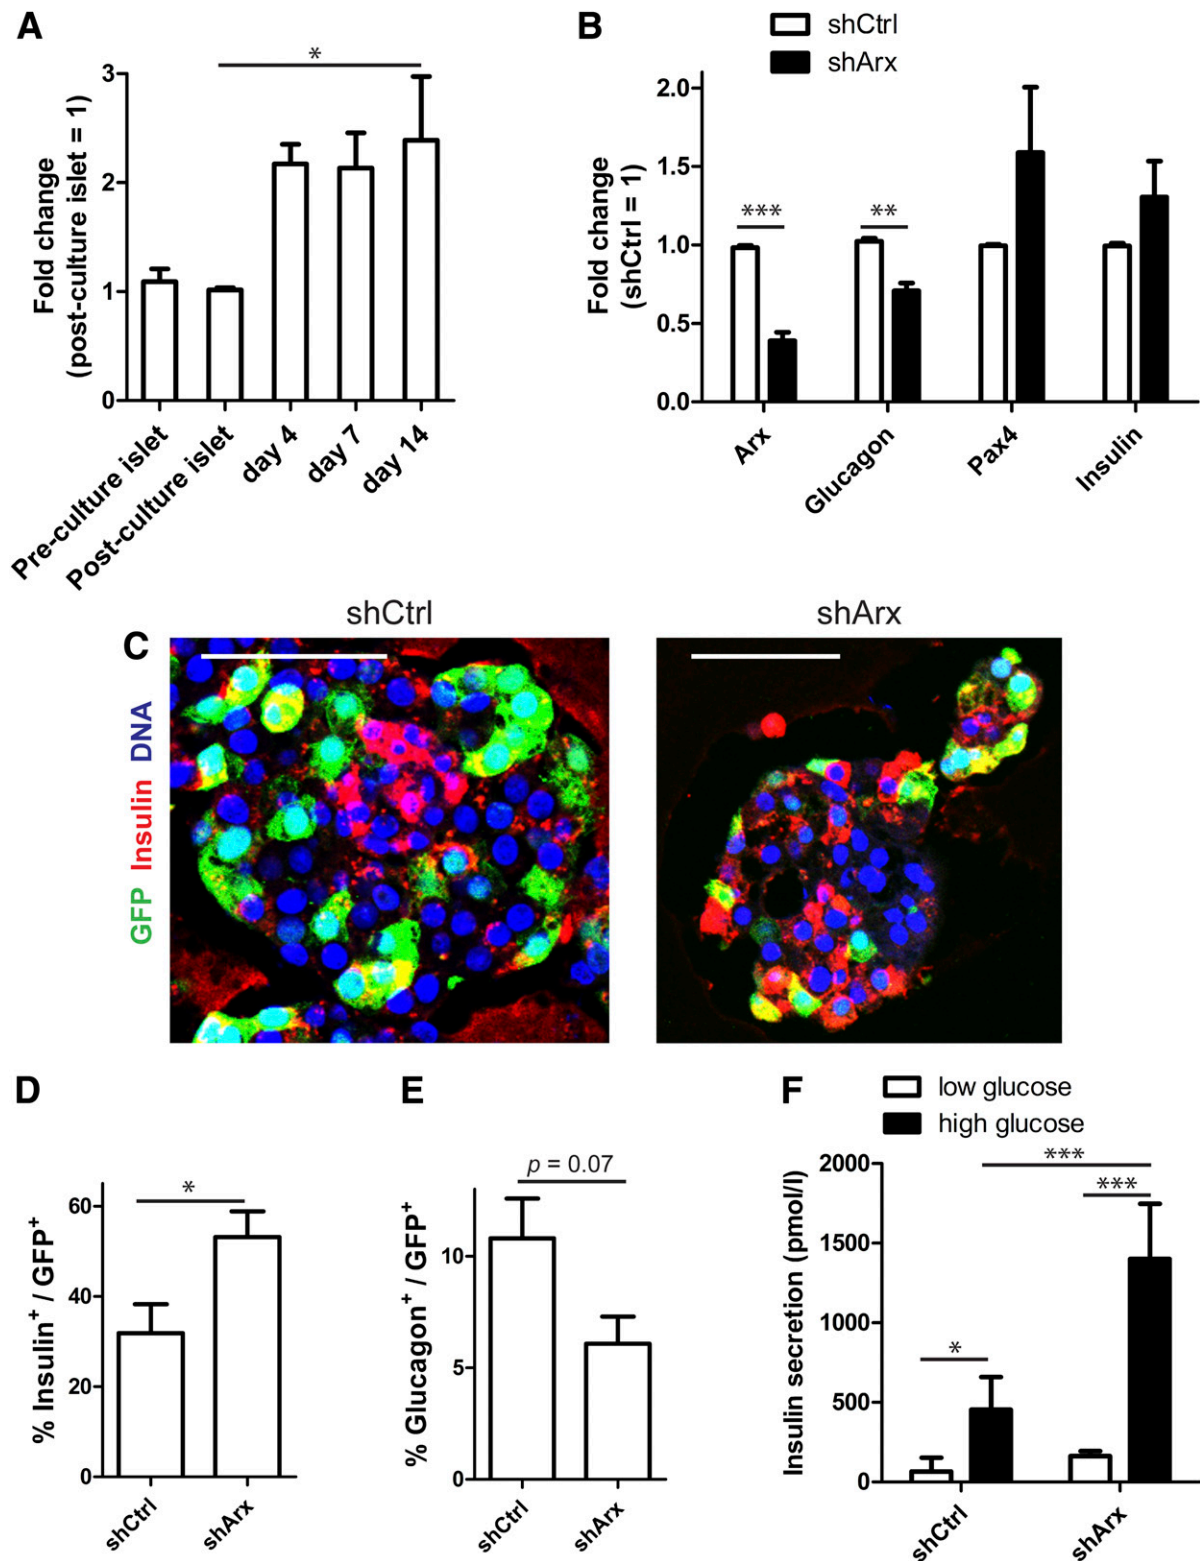 A
*
Fold change
(post-culture islet = 1)
3
2
1
0
Pre-culture islet
Post-culture islet
day 4
day 7
day 14
B
shCtrl
shArx
Fold change
(shCtrl = 1)
2.0
1.5
1.0
0.5
0.0
***
**
Arx
Glucagon
Pax4
Insulin
C
shCtrl
shArx
GFP Insulin DNA
D
% Insulin+ / GFP+
60
40
20
0
*
shCtrl
shArx
E
% Glucagon+ / GFP+
10
5
0
p = 0.07
shCtrl
shArx
F
low glucose
high glucose
Insulin secretion (pmol/l)
2000
1500
1000
500
0
***
***
*
shCtrl
shArx